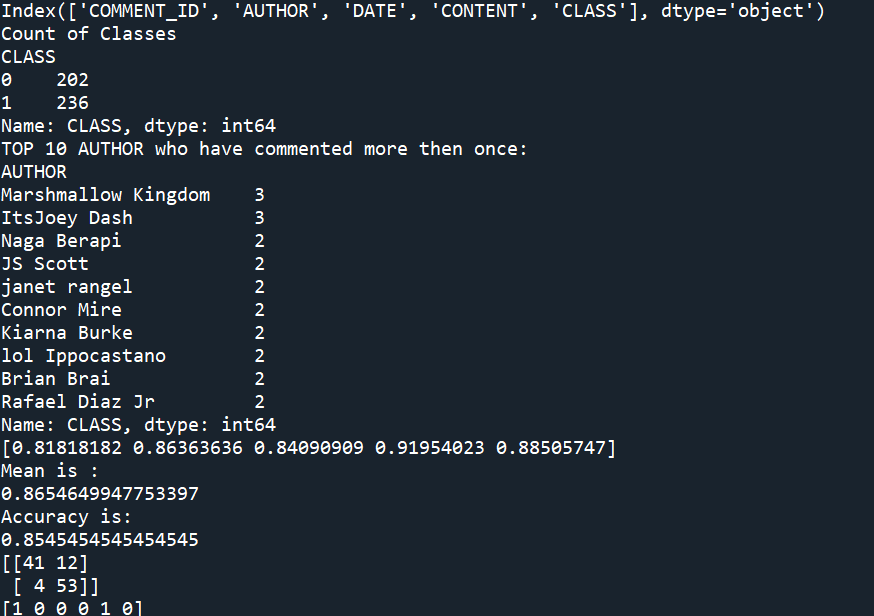 Index(['COMMENT_ID', 'AUTHOR', 'DATE', 'CONTENT', 'CLASS'], dtype='object')
Count of Classes
CLASS
0    202
1    236
Name: CLASS, dtype: int64
TOP 10 AUTHOR who have commented more then once:
AUTHOR
Marshmallow Kingdom    3
ItsJoey Dash           3
Naga Berapi            2
JS Scott               2
janet rangel           2
Connor Mire            2
Kiarna Burke           2
lol Ippocastano        2
Brian Brai             2
Rafael Diaz Jr         2
Name: CLASS, dtype: int64
[0.81818182 0.86363636 0.84090909 0.91954023 0.88505747]
Mean is :
0.8654649947753397
Accuracy is:
0.8545454545454545
[[41 12]
 [ 4 53]]
[1 0 0 0 1 0]